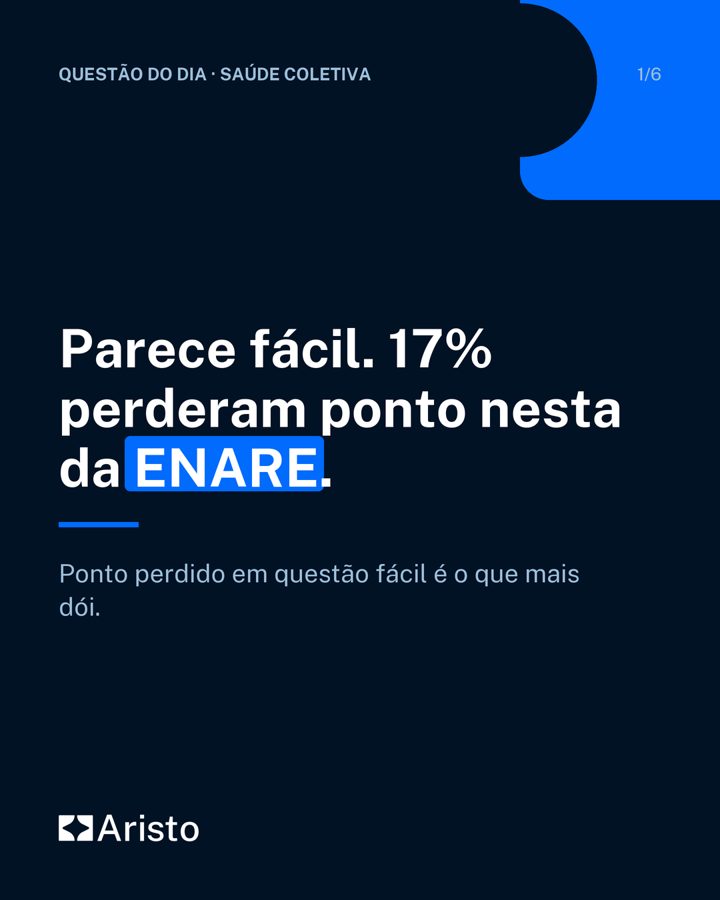 QUESTÃO DO DIA · SAÚDE COLETIVA
1/6
Parece fácil. 17%
perderam ponto nesta
da ENARE.
Ponto perdido em questão fácil é o que mais
dói.
Aristo